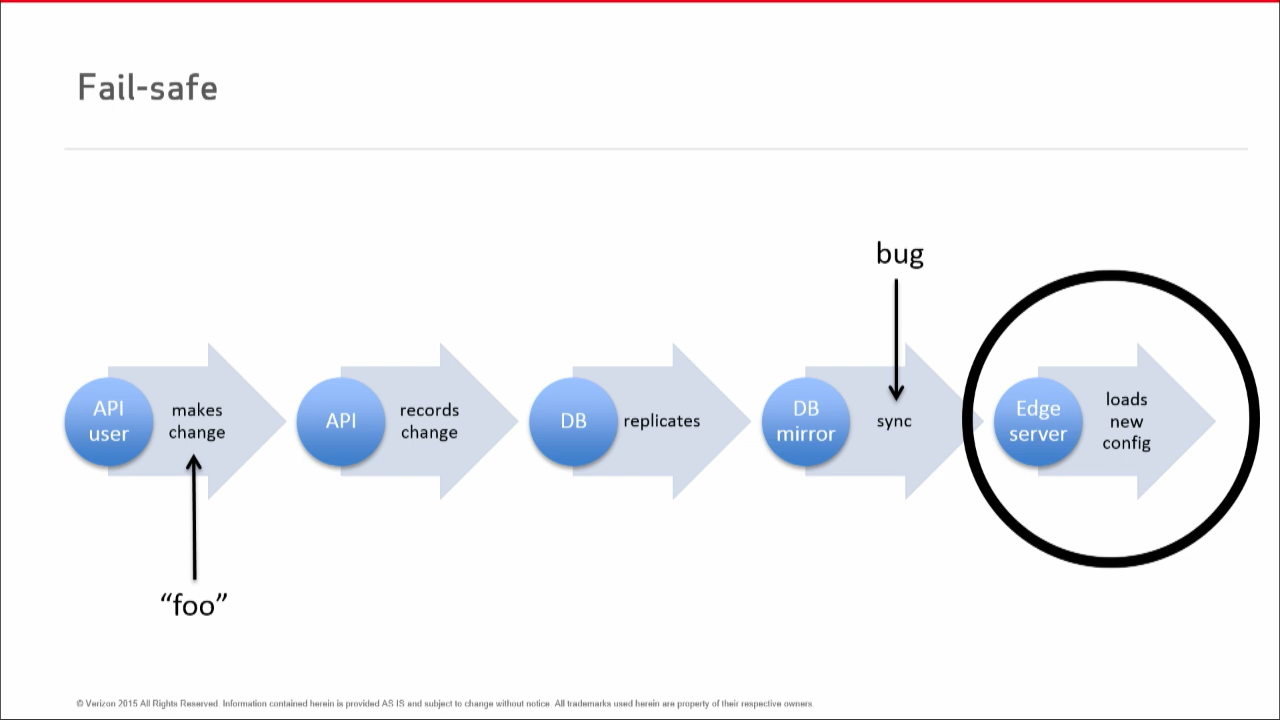 Fail-safe
bug
API
user
makes
change
API
records
change
DB
replicates
DB
mirror
sync
Edge
server
loads
new
config
“foo”
© Verizon 2015 All Rights Reserved Information contained herein is provided AS IS and subject to change without notice All trademarks used herein are property of their respective owners